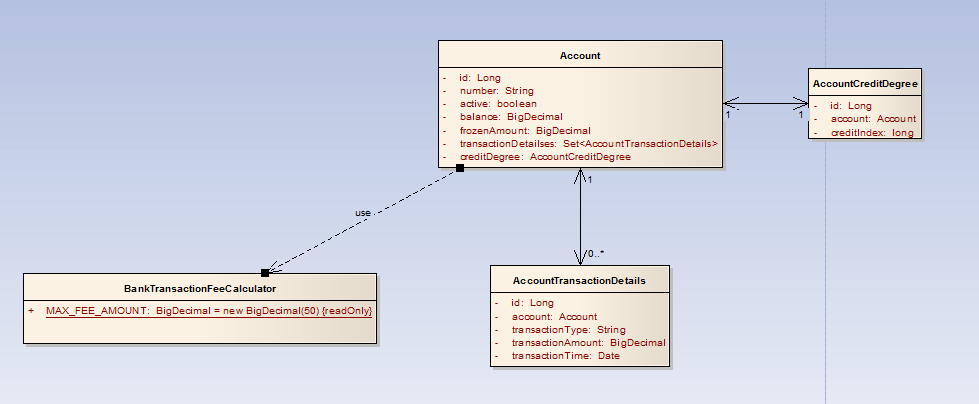 Account
- id: Long
- number: String
- active: boolean
- balance: BigDecimal
- frozenAmount: BigDecimal
- transactionDetailses: Set<AccountTransactionDetails>
- creditDegree: AccountCreditDegree
AccountCreditDegree
- id: Long
- account: Account
- creditIndex: long
1
1
1
use
0..*
BankTransactionFeeCalculator
+ MAX_FEE_AMOUNT: BigDecimal = new BigDecimal(50) {readOnly}
AccountTransactionDetails
- id: Long
- account: Account
- transactionType: String
- transactionAmount: BigDecimal
- transactionTime: Date